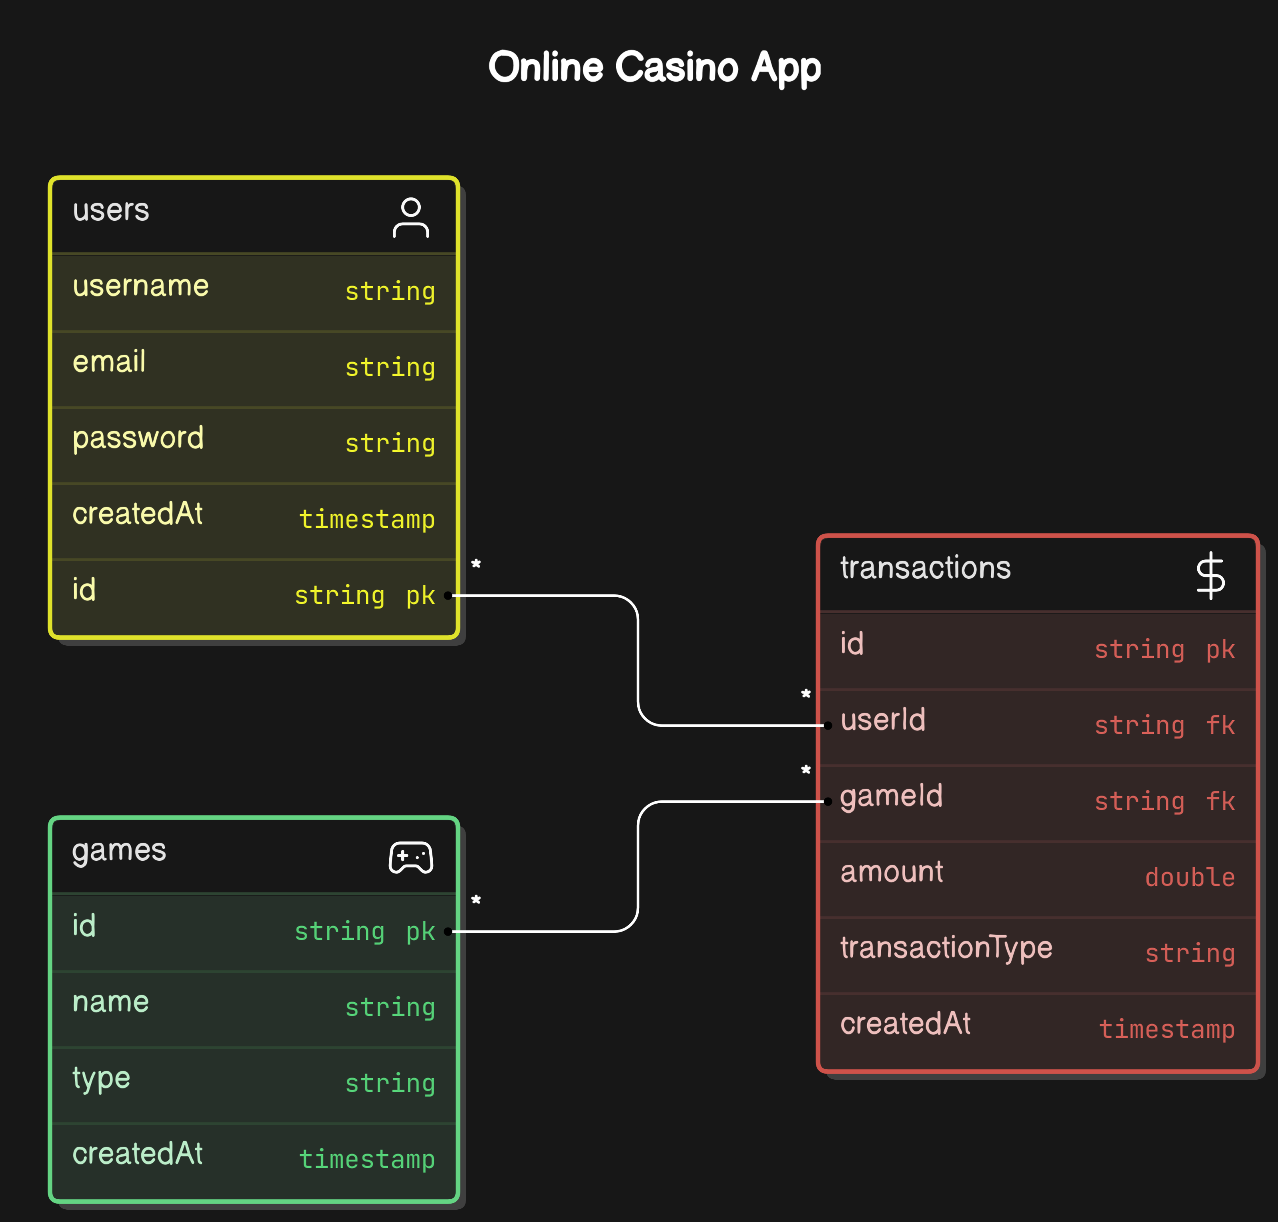 Online Casino App
users
username string
email string
password string
createdAt timestamp
id string pk
*
transactions
id string pk
*
userId string fk
*
gameId string fk
amount double
transactionType string
createdAt timestamp
games
*
id string pk
name string
type string
createdAt timestamp